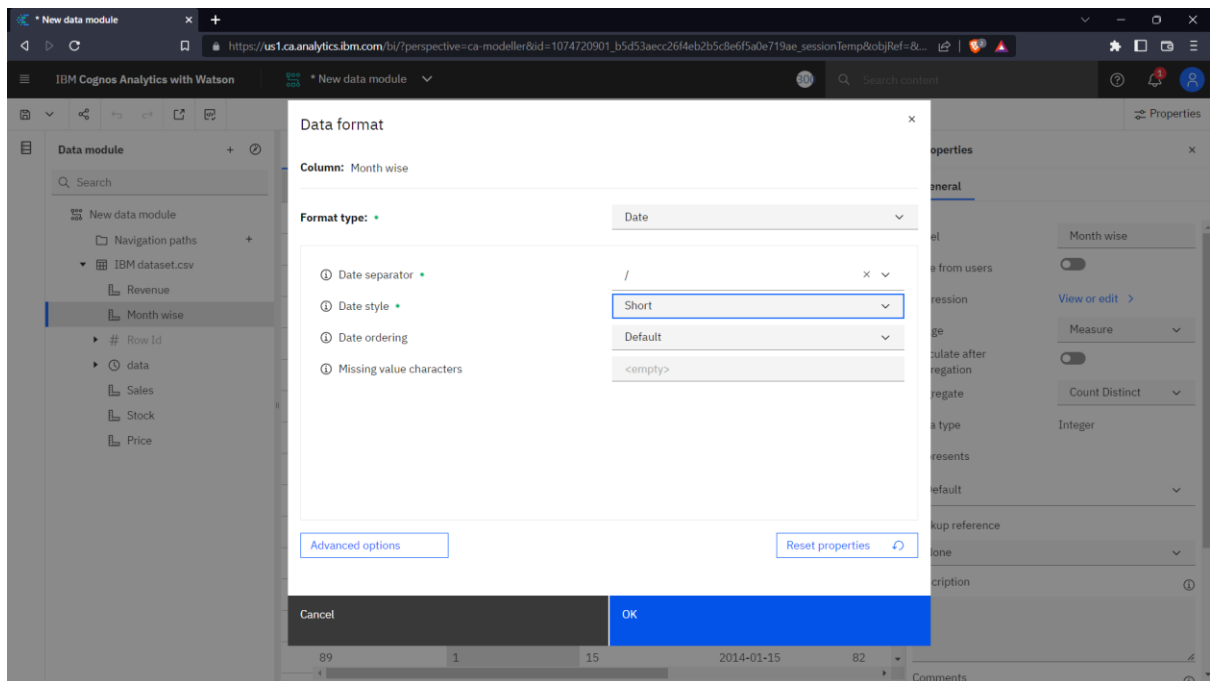 * New data module
https://us1.ca.analytics.ibm.com/bi/?perspective=ca-modeller&id=1074720901_b5d53aecc26f4eb2b5c8e6f5a0e719ae_sessionTemp&objRef=&...
IBM Cognos Analytics with Watson
* New data module
Search content
Properties
Data module
Search
New data module
Navigation paths
IBM dataset.csv
Revenue
Month wise
# Row Id
data
Sales
Stock
Price
Data format
Column: Month wise
Format type:
Date
Date separator
/
Date style
Short
Date ordering
Default
Missing value characters
<empty>
Advanced options
Reset properties
Cancel
OK
operties
eneral
el
Month wise
e from users
ression
View or edit
ge
Measure
culate after
regation
regate
Count Distinct
a type
Integer
resents
efault
kup reference
one
cription
Comments
89 1 15 2014-01-15 82